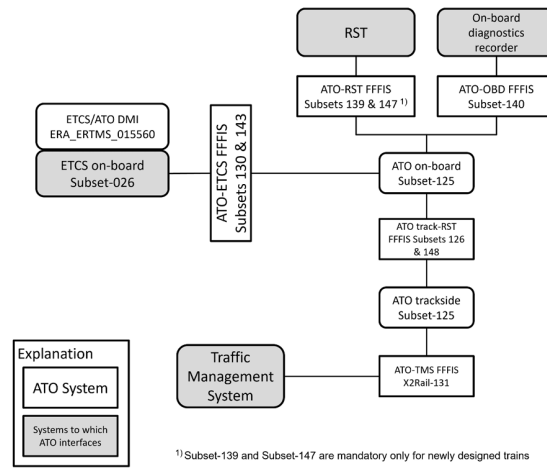 RST
On-board
diagnostics
recorder
ATO-RST FFFIS
Subsets 139 & 147 1)
ATO-OBD FFFIS
Subset-140
ETCS/ATO DMI
ERA_ERTMS_015560
ETCS on-board
Subset-026
ATO-ETCS FFFIS
Subsets 130 & 143
ATO on-board
Subset-125
ATO track-RST
FFFIS Subsets 126
& 148
ATO trackside
Subset-125
Explanation
ATO System
Systems to which
ATO interfaces
Traffic
Management
System
ATO-TMS FFFIS
X2Rail-131
1) Subset-139 and Subset-147 are mandatory only for newly designed trains